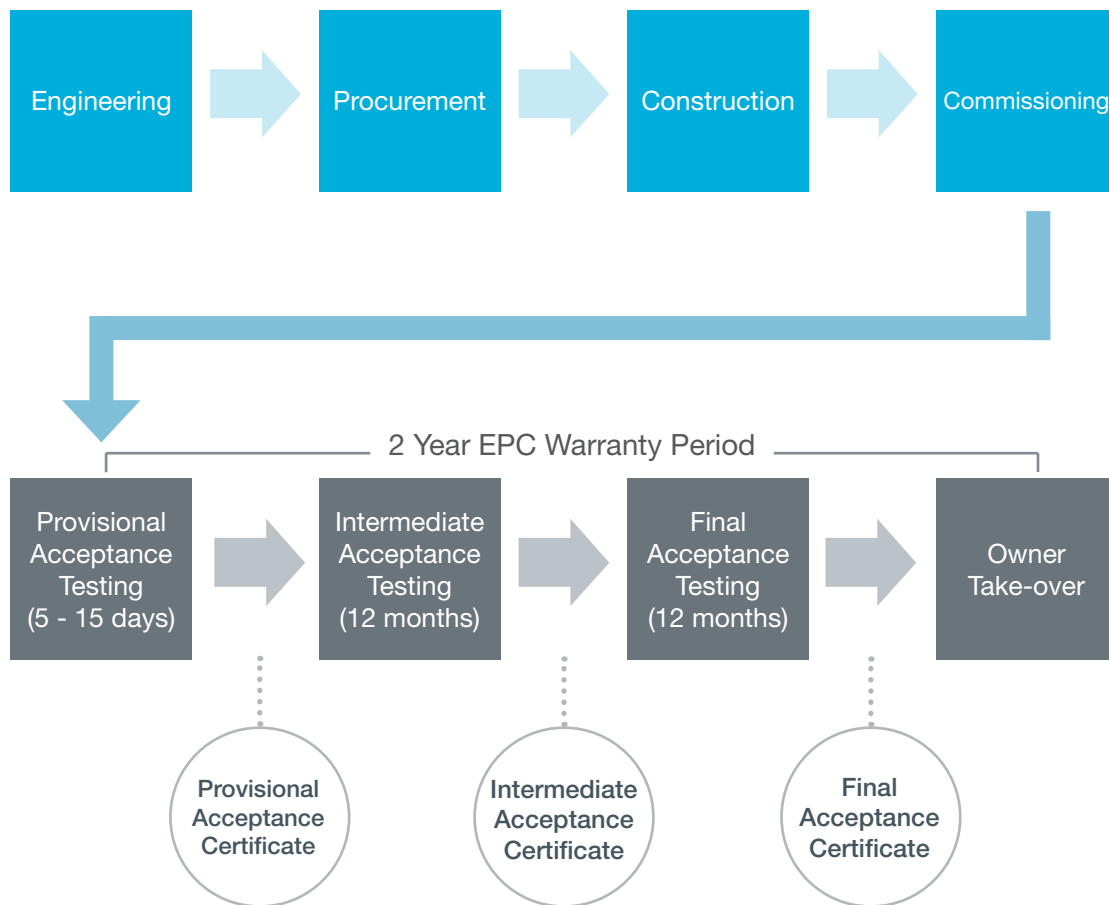 Engineering
Procurement
Construction
Commissioning
2 Year EPC Warranty Period
Provisional
Acceptance
Testing
(5 - 15 days)
Intermediate
Acceptance
Testing
(12 months)
Final
Acceptance
Testing
(12 months)
Owner
Take-over
Provisional
Acceptance
Certificate
Intermediate
Acceptance
Certificate
Final
Acceptance
Certificate